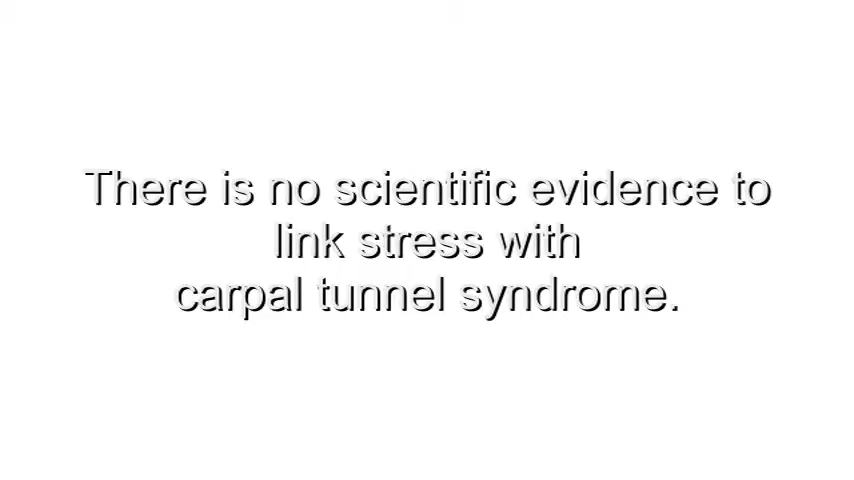 There is no scientific evidence to
link stress with
carpal tunnel syndrome.